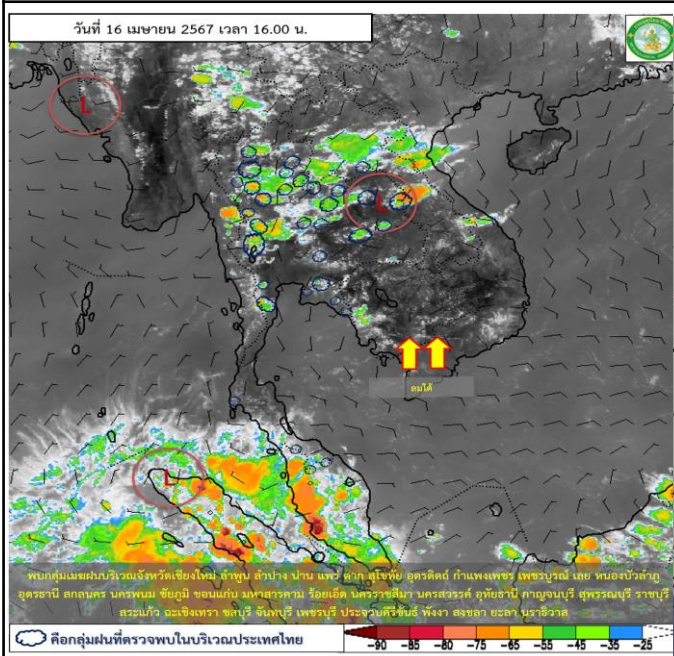 วันที่ 16 เมษายน 2567 เวลา 16.00 น.
L
L
อมใต้
L
พบกลุ่มเมฆฝนบริเวณจังหวัดเชียงใหม่ ลำพูน ลำปาง น่าน แพร่ ตาก สุโขทัย อุตรดิตถ์ กำแพงเพชร เพชรบูรณ์ เลย หนองบัวลำภู
อุดรธานี สกลนคร นครพนม ชัยภูมิ ขอนแก่น มหาสารคาม ร้อยเอ็ด นครราชสีมา นครสวรรค์ อุทัยธานี กาญจนบุรี สุพรรณบุรี ราชบุรี
สระแก้ว ฉะเชิงเทรา ชลบุรี จันทบุรี เพชรบุรี ประจวบคีรีขันธ์ พังงา สงขลา ยะลา นราธิวาส
คือกลุ่มฝนที่ตรวจพบในบริเวณประเทศไทย
-90 -85 -75 -65 -55 -45 -35 -25